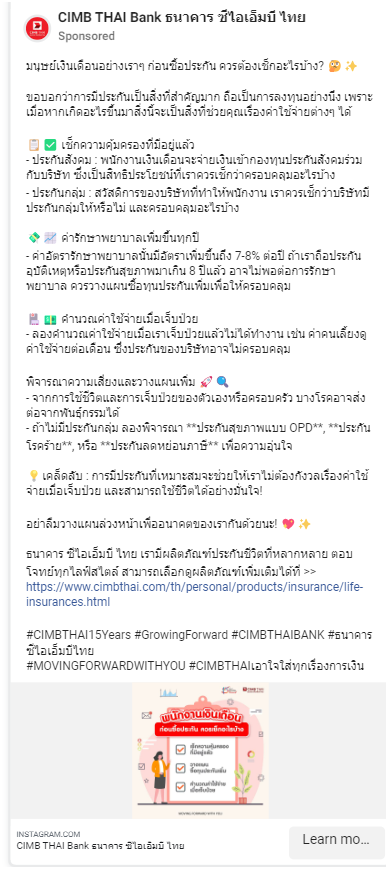 CIMB THAI Bank ธนาคาร ซีไอเอ็มบี ไทย
Sponsored
มนุษย์เงินเดือนอย่างเราๆ ก่อนซื้อประกัน ควรต้องเช็กอะไรบ้าง? 🤔 ✨
ขอบอกว่าการมีประกันเป็นสิ่งที่สำคัญมาก ถือเป็นการลงทุนอย่างนึง เพราะ
เมื่อหากเกิดอะไรขึ้นมาสิ่งนี้จะเป็นสิ่งที่ช่วยคุณเรื่องค่าใช้จ่ายต่างๆ ได้
📋 ✅ เช็กความคุ้มครองที่มีอยู่แล้ว
- ประกันสังคม : พนักงานเงินเดือนจะจ่ายเงินเข้ากองทุนประกันสังคมร่วม
กับบริษัท ซึ่งเป็นสิทธิประโยชน์ที่เราควรเช็กว่าครอบคลุมอะไรบ้าง
- ประกันกลุ่ม : สวัสดิการของบริษัทที่ทำให้พนักงาน เราควรเช็กว่าบริษัทมี
ประกันกลุ่มให้หรือไม่ และครอบคลุมอะไรบ้าง
💸 📈 ค่ารักษาพยาบาลเพิ่มขึ้นทุกปี
- ค่าอัตรารักษาพยาบาลนั้นมีอัตราเพิ่มขึ้นถึง 7-8% ต่อปี ถ้าเราถือประกัน
อุบัติเหตุหรือประกันสุขภาพมาเกิน 8 ปีแล้ว อาจไม่พอต่อการรักษา
พยาบาล ควรวางแผนซื้อทุนประกันเพิ่มเพื่อให้ครอบคลุม
🏥 💵 คำนวณค่าใช้จ่ายเมื่อเจ็บป่วย
- ลองคำนวณค่าใช้จ่ายเมื่อเราเจ็บป่วยแล้วไม่ได้ทำงาน เช่น ค่าคนเลี้ยงดู
ค่าใช้จ่ายต่อเดือน ซึ่งประกันของบริษัทอาจไม่ครอบคลุม
พิจารณาความเสี่ยงและวางแผนเพิ่ม 🚀 🔍
- จากการใช้ชีวิตและการเจ็บป่วยของตัวเองหรือครอบครัว บางโรคอาจส่ง
ต่อจากพันธุ์กรรมได้
- ถ้าไม่มีประกันกลุ่ม ลองพิจารณา **ประกันสุขภาพแบบ OPD**, **ประกัน
โรคร้าย**, หรือ **ประกันลดหย่อนภาษี** เพื่อความอุ่นใจ
💡 เคล็ดลับ : การมีประกันที่เหมาะสมจะช่วยให้เราไม่ต้องกังวลเรื่องค่าใช้
จ่ายเมื่อเจ็บป่วย และสามารถใช้ชีวิตได้อย่างมั่นใจ!
อย่าลืมวางแผนล่วงหน้าเพื่ออนาคตของเรากันด้วยนะ! 💖 ✨
ธนาคาร ซีไอเอ็มบี ไทย เรามีผลิตภัณฑ์ประกันชีวิตที่หลากหลาย ตอบ
โจทย์ทุกไลฟ์สไตล์ สามารถเลือกดูผลิตภัณฑ์เพิ่มเติมได้ที่ >>
https://www.cimbthai.com/th/personal/products/insurance/life-
insurances.html
#CIMBTHAI15Years #GrowingForward #CIMBTHAIBANK #ธนาคาร
ซีไอเอ็มบีไทย
#MOVINGFORWARDWITHYOU #CIMBTHAIเอาใจใส่ทุกเรื่องการเงิน
พนักงานเงินเดือน
ก่อนซื้อประกัน ควรเช็กอะไรบ้าง
เช็กความคุ้มครอง
ที่มีอยู่แล้ว
วางแผน
ซื้อทุนประกันเพิ่ม
คำนวณค่าใช้จ่าย
เมื่อเจ็บป่วย
MOVING FORWARD WITH YOU
INSTAGRAM.COM
CIMB THAI Bank ธนาคาร ซีไอเอ็มบี ไทย
Learn mo...